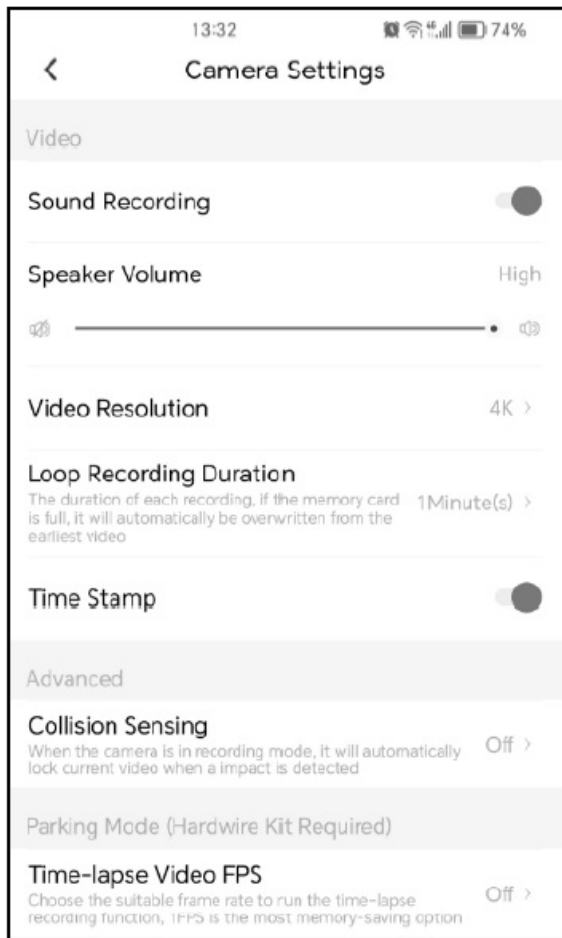 13:32 46 74%
Camera Settings
Video
Sound Recording
Speaker Volume High
Video Resolution 4K >
Loop Recording Duration
The duration of each recording, if the memory card
is full, it will automatically be overwritten from the
earliest video
1Minute(s) >
Time Stamp
Advanced
Collision Sensing
When the camera is in recording mode, it will automatically
lock current video when a impact is detected
Off >
Parking Mode (Hardwire Kit Required)
Time-lapse Video FPS
Choose the suitable frame rate to run the time-lapse
recording function, 1FPS is the most memory-saving option
Off >